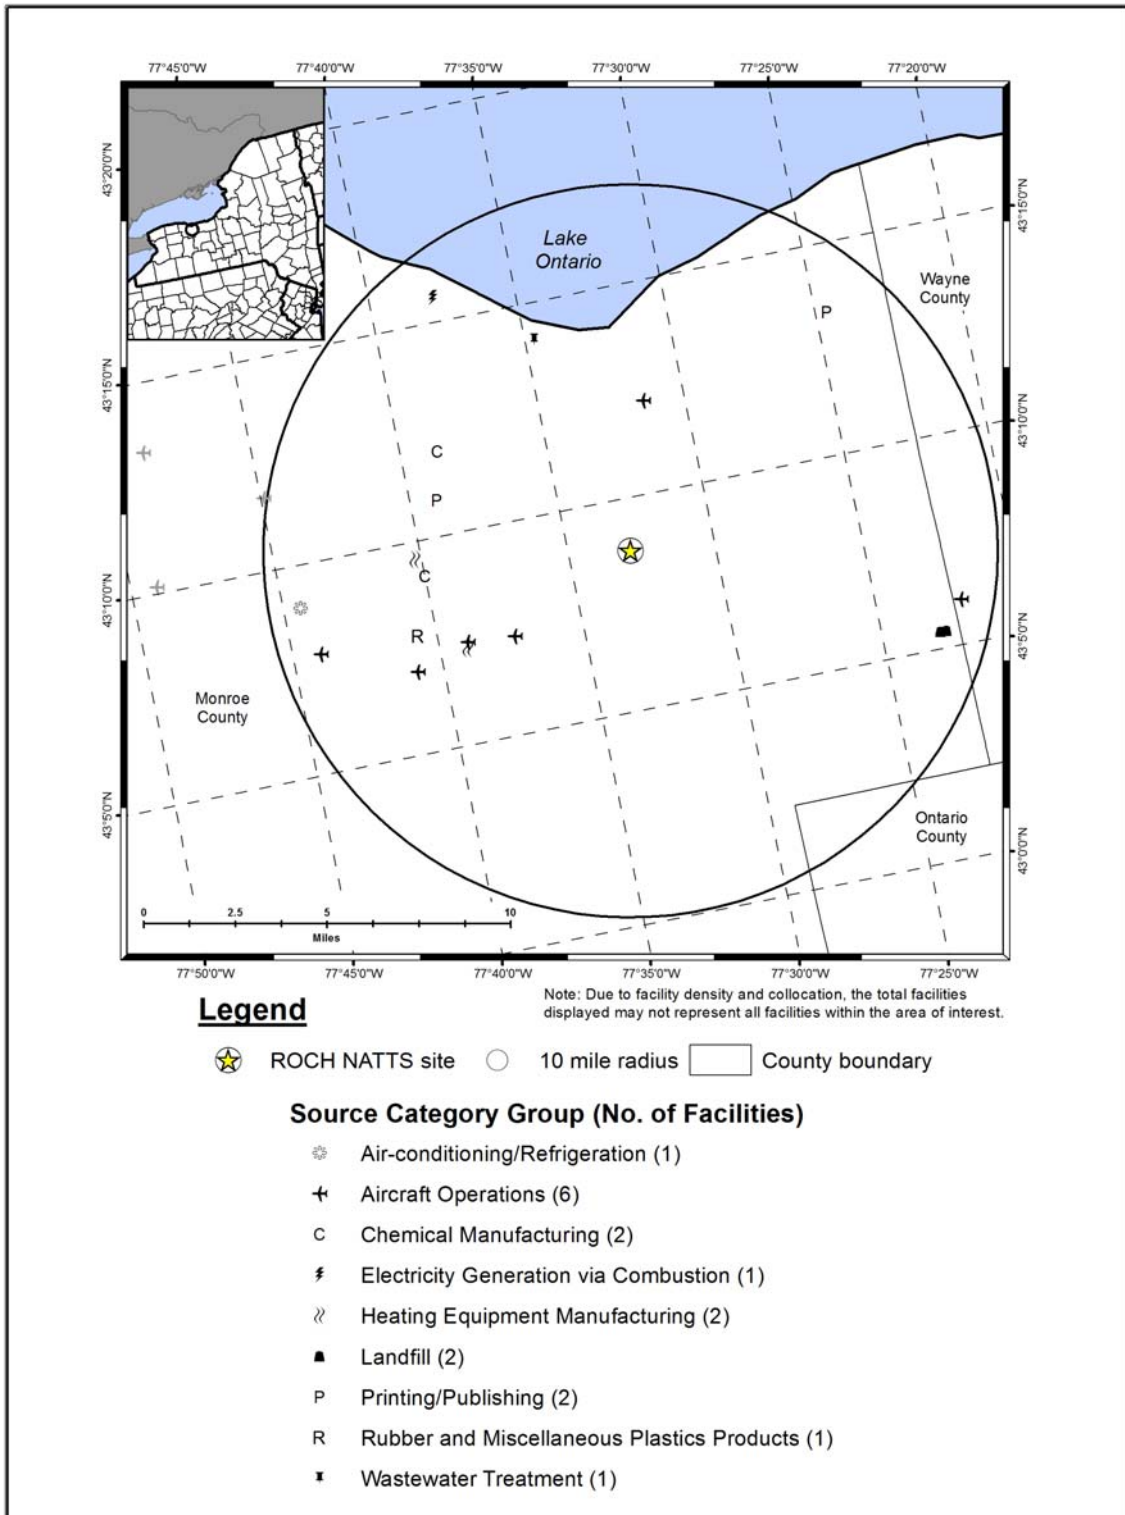 77°45'0"W 77°40'0"W 77°35'0"W 77°30'0"W 77°25'0"W 77°20'0"W
43°20'0"N
43°15'0"N
43°10'0"N
43°5'0"N
43°15'0"N
43°10'0"N
43°5'0"N
43°0'0"N
Lake
Ontario
Wayne
County
P
C
P
C
R
Monroe
County
Ontario
County
0 2.5 5 10
Miles
77°50'0"W 77°45'0"W 77°40'0"W 77°35'0"W 77°30'0"W 77°25'0"W
Legend
Note: Due to facility density and collocation, the total facilities
displayed may not represent all facilities within the area of interest.
ROCH NATTS site 10 mile radius County boundary
Source Category Group (No. of Facilities)
Air-conditioning/Refrigeration (1)
Aircraft Operations (6)
C Chemical Manufacturing (2)
Electricity Generation via Combustion (1)
Heating Equipment Manufacturing (2)
Landfill (2)
P Printing/Publishing (2)
R Rubber and Miscellaneous Plastics Products (1)
Wastewater Treatment (1)